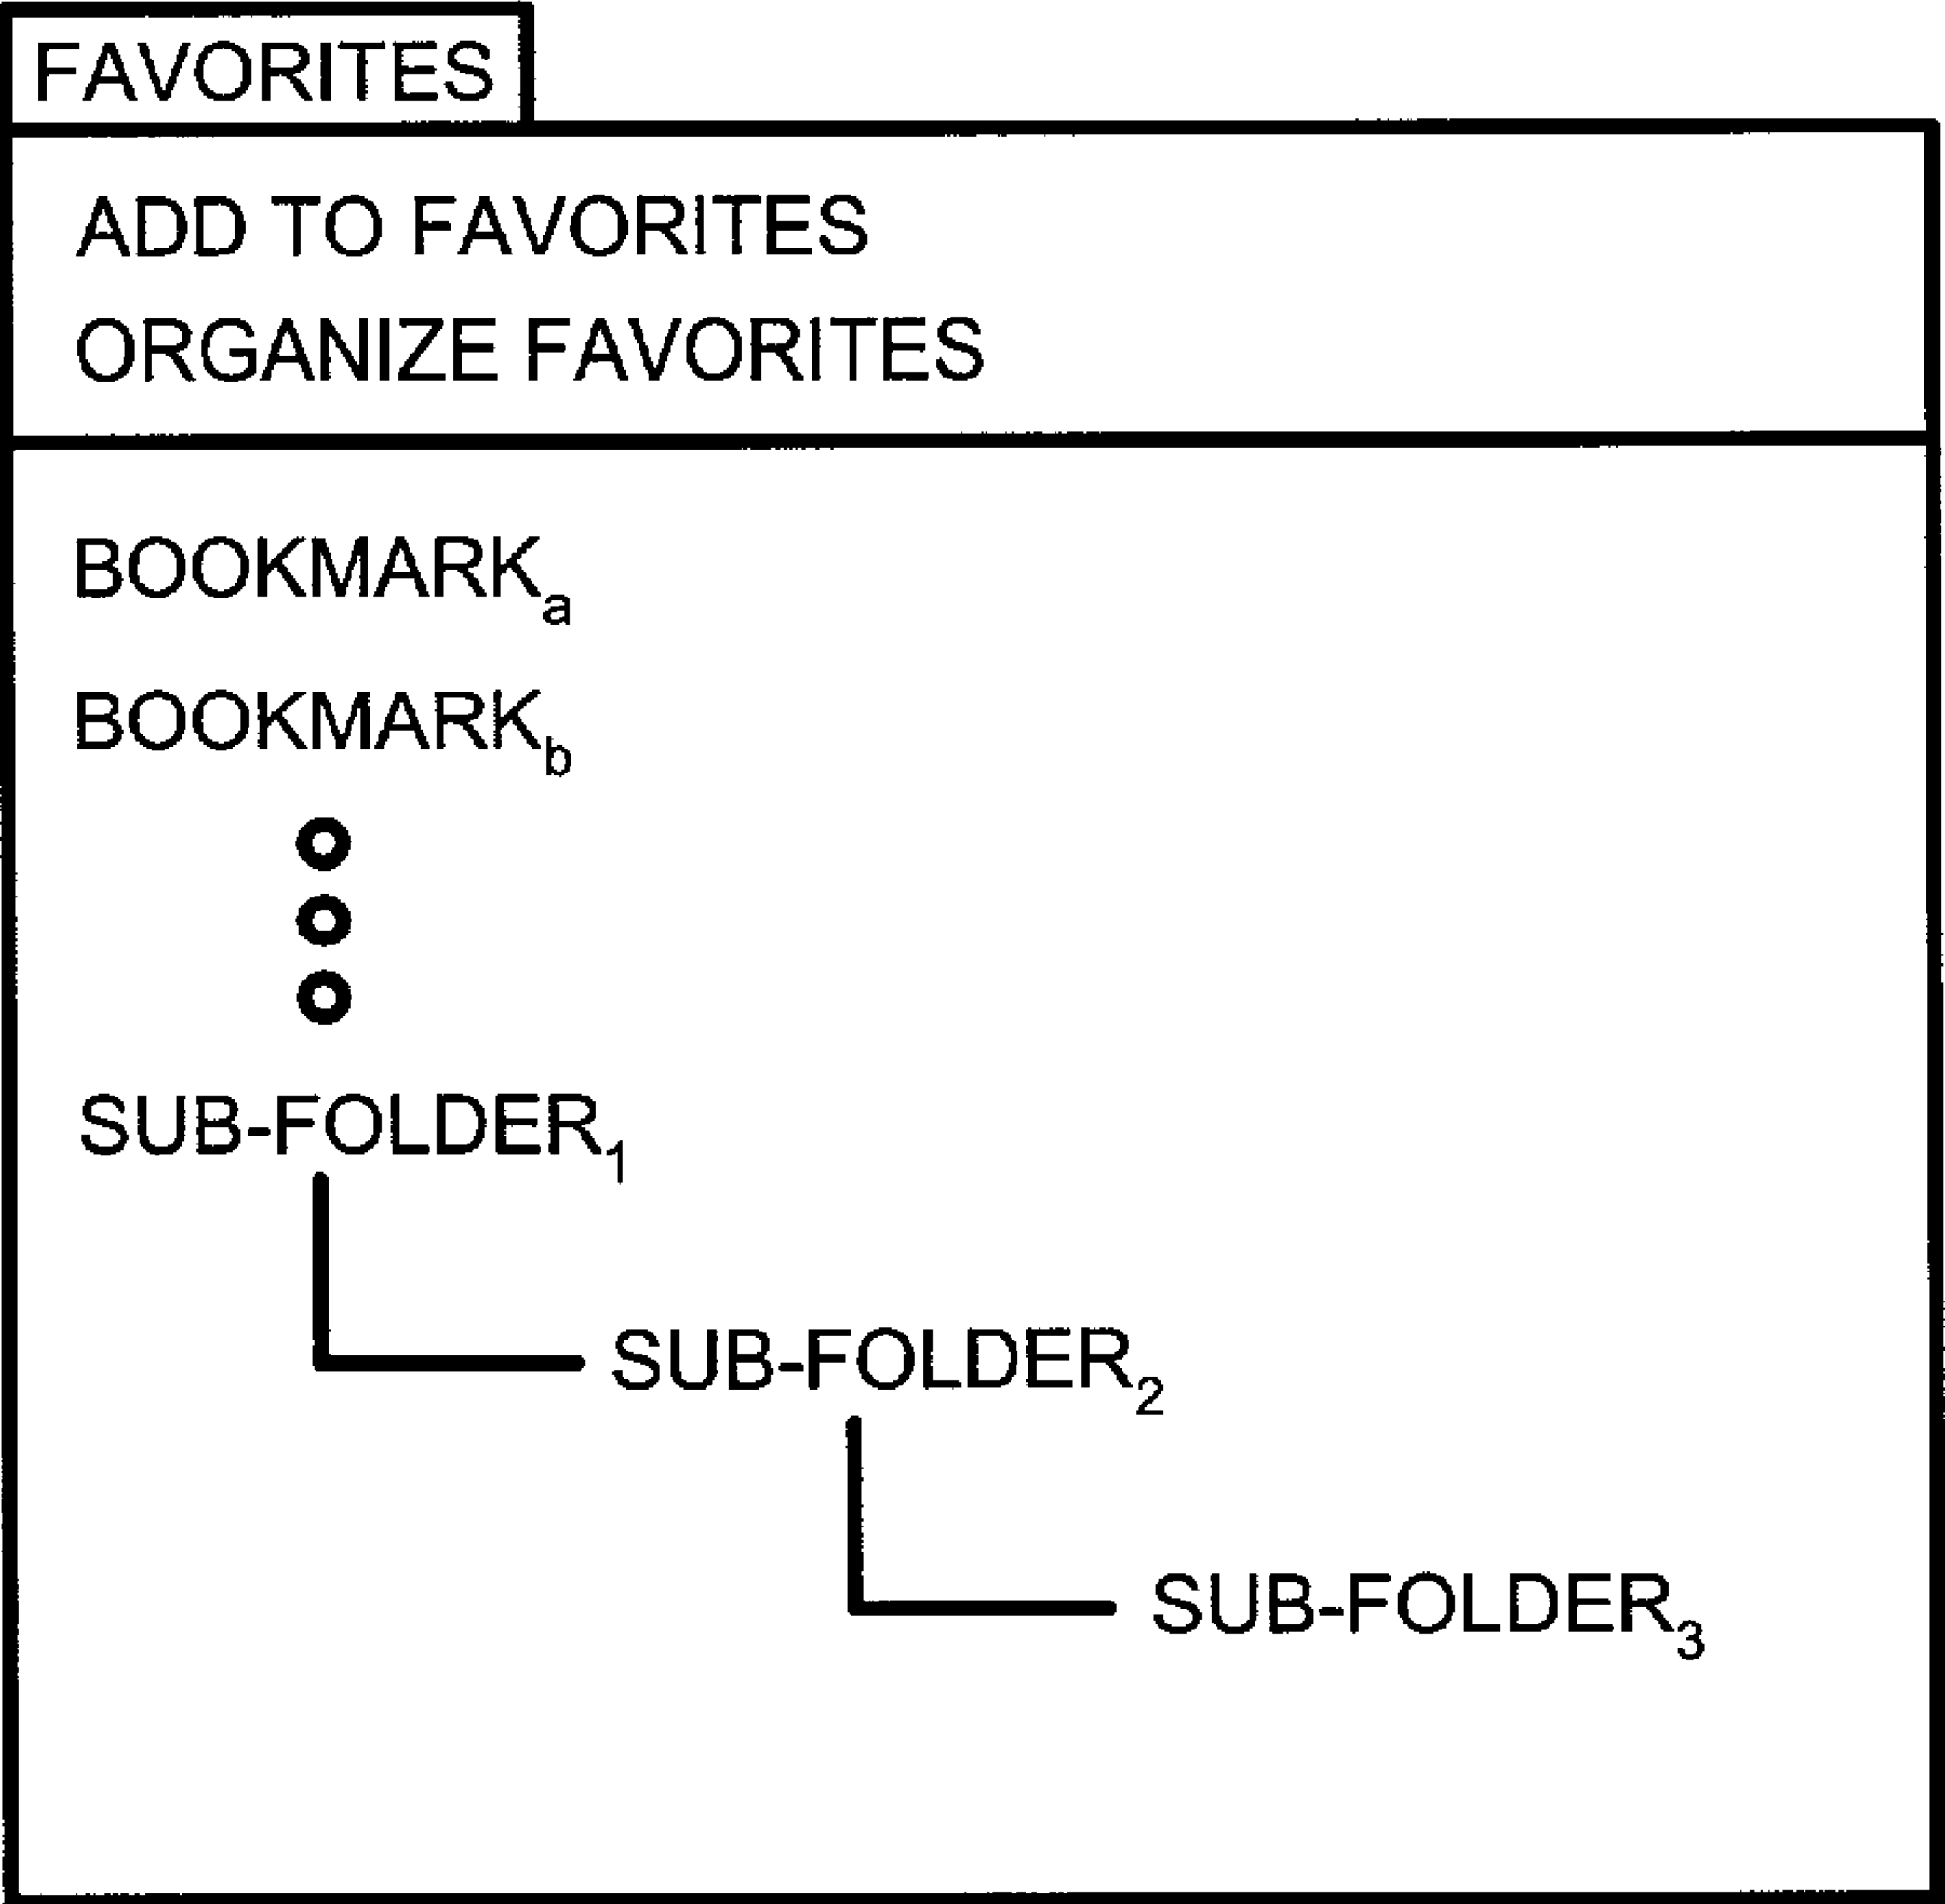 FAVORITES
ADD TO FAVORITES
ORGANIZE FAVORITES
BOOKMARKa
BOOKMARKb
SUB-FOLDER1
SUB-FOLDER2
SUB-FOLDER3